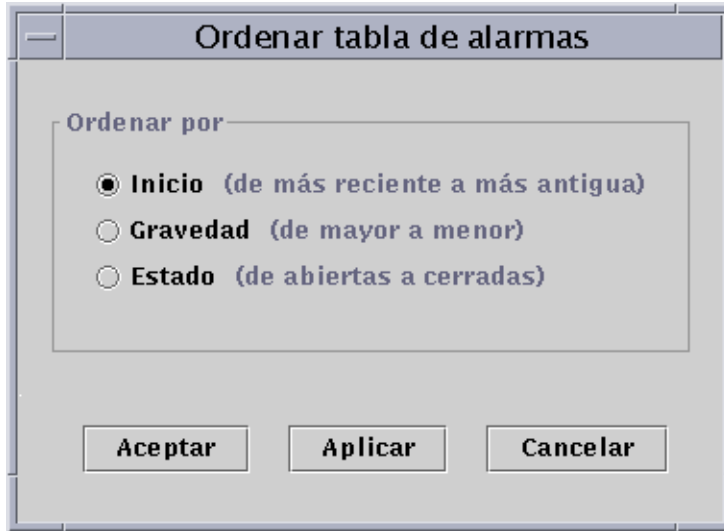 Ordenar tabla de alarmas
Ordenar por
Inicio (de más reciente a más antigua)
Gravedad (de mayor a menor)
Estado (de abiertas a cerradas)
Aceptar Aplicar Cancelar